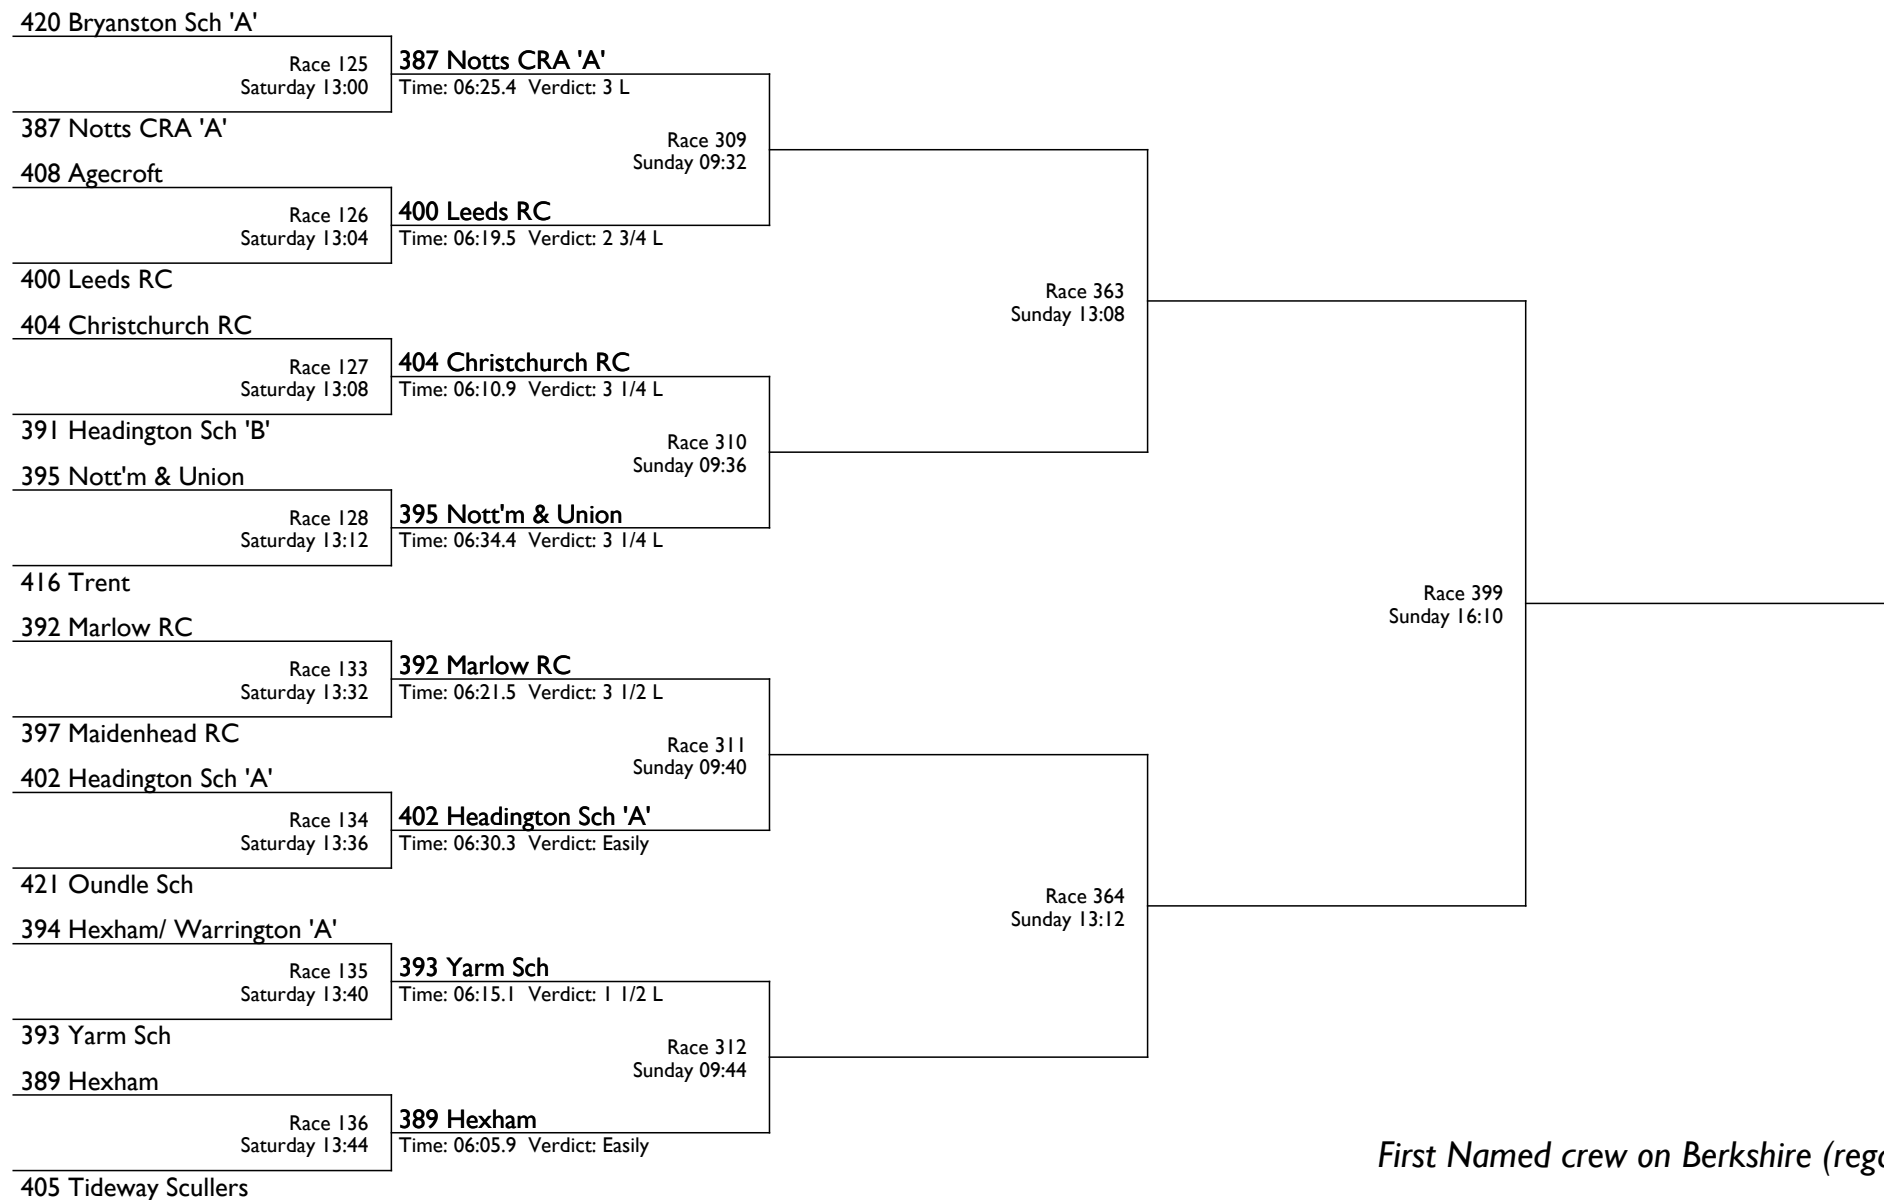 420 Bryanston Sch 'A'
Race 125
Saturday 13:00
387 Notts CRA 'A'
Time: 06:25.4 Verdict: 3 L
387 Notts CRA 'A'
Race 309
Sunday 09:32
408 Agecroft
Race 126
Saturday 13:04
400 Leeds RC
Time: 06:19.5 Verdict: 2 3/4 L
400 Leeds RC
Race 363
Sunday 13:08
404 Christchurch RC
Race 127
Saturday 13:08
404 Christchurch RC
Time: 06:10.9 Verdict: 3 1/4 L
391 Headington Sch 'B'
Race 310
Sunday 09:36
395 Nott'm & Union
Race 128
Saturday 13:12
395 Nott'm & Union
Time: 06:34.4 Verdict: 3 1/4 L
416 Trent
Race 399
Sunday 16:10
392 Marlow RC
Race 133
Saturday 13:32
392 Marlow RC
Time: 06:21.5 Verdict: 3 1/2 L
397 Maidenhead RC
Race 311
Sunday 09:40
402 Headington Sch 'A'
Race 134
Saturday 13:36
402 Headington Sch 'A'
Time: 06:30.3 Verdict: Easily
421 Oundle Sch
Race 364
Sunday 13:12
394 Hexham/ Warrington 'A'
Race 135
Saturday 13:40
393 Yarm Sch
Time: 06:15.1 Verdict: 1 1/2 L
393 Yarm Sch
Race 312
Sunday 09:44
389 Hexham
Race 136
Saturday 13:44
389 Hexham
Time: 06:05.9 Verdict: Easily
405 Tideway Scullers
First Named crew on Berkshire